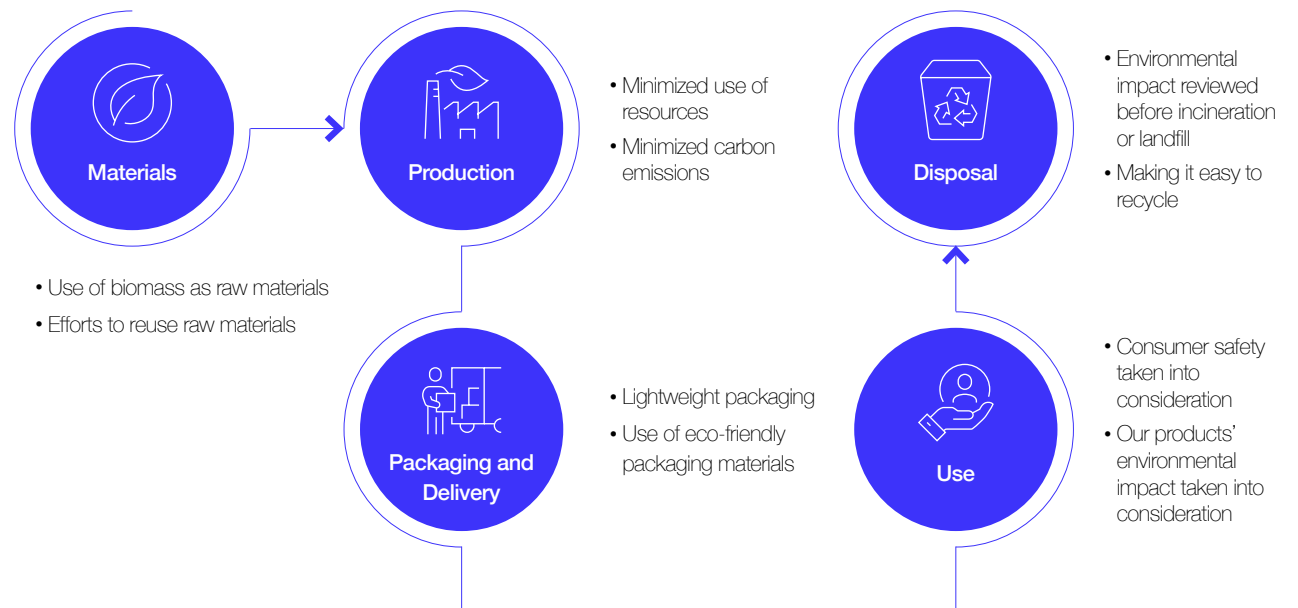 Materials
• Use of biomass as raw materials
• Efforts to reuse raw materials
Production
• Minimized use of
resources
• Minimized carbon
emissions
Packaging and
Delivery
• Lightweight packaging
• Use of eco-friendly
packaging materials
Use
• Consumer safety
taken into
consideration
• Our products’
environmental
impact taken into
consideration
Disposal
• Environmental
impact reviewed
before incineration
or landfill
• Making it easy to
recycle